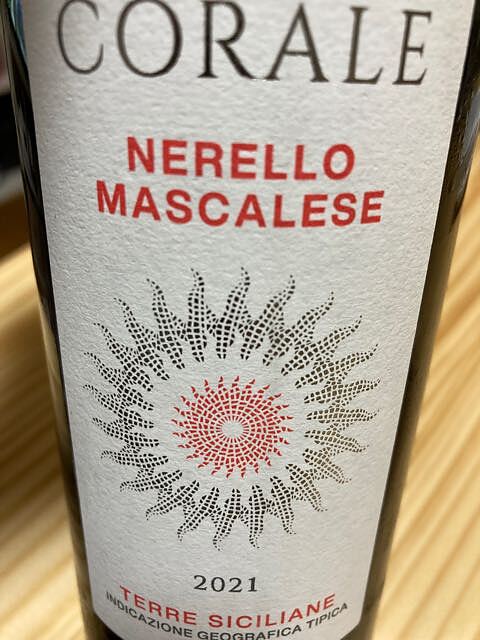 CORALE
NERELLO
MASCALESE
2021
TERRE SICILIANE
INDICAZIONE GEOGRAFICA TIPICA